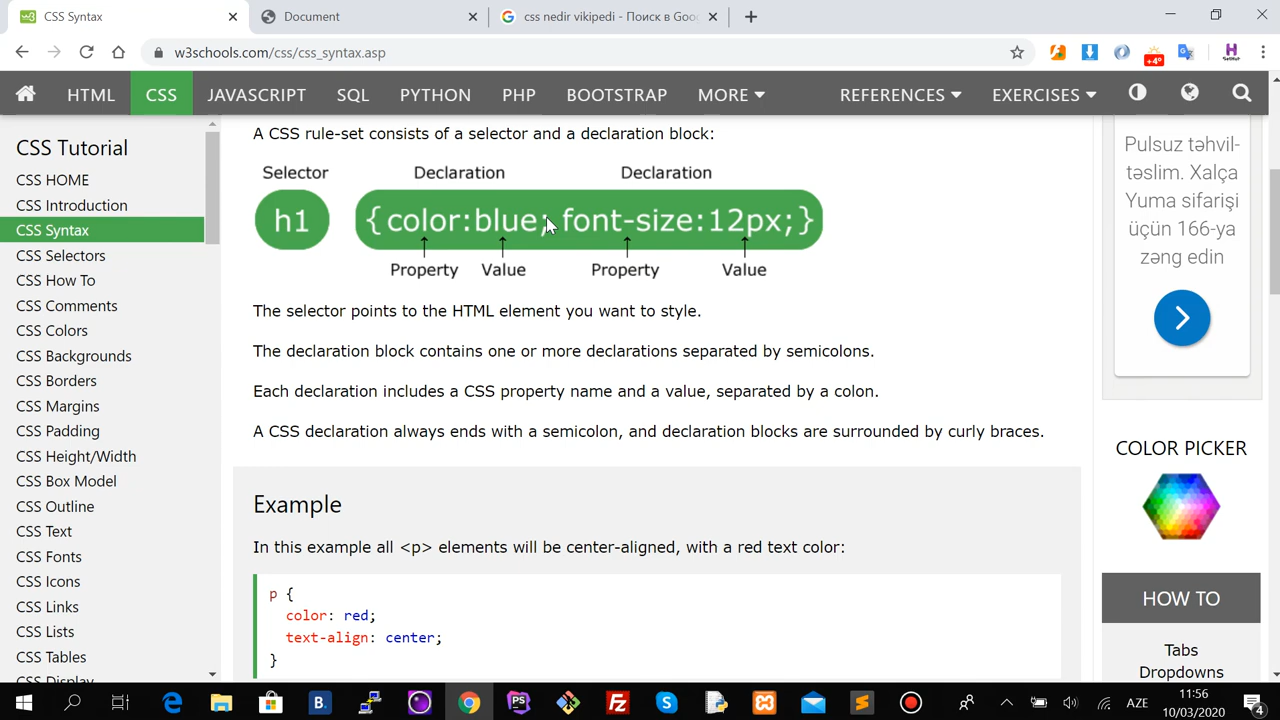 CSS Syntax
Document
css nedir vikipedi - Поиск в Goo
w3schools.com/css/css_syntax.asp
+4°
HTML
CSS
JAVASCRIPT
SQL
PYTHON
PHP
BOOTSTRAP
MORE
REFERENCES
EXERCISES
CSS Tutorial
CSS HOME
CSS Introduction
CSS Syntax
CSS Selectors
CSS How To
CSS Comments
CSS Colors
CSS Backgrounds
CSS Borders
CSS Margins
CSS Padding
CSS Height/Width
CSS Box Model
CSS Outline
CSS Text
CSS Fonts
CSS Icons
CSS Links
CSS Lists
CSS Tables
CSS Display
A CSS rule-set consists of a selector and a declaration block:
Selector Declaration Declaration
h1 {color:blue; font-size:12px;}
Property Value Property Value
The selector points to the HTML element you want to style.
The declaration block contains one or more declarations separated by semicolons.
Each declaration includes a CSS property name and a value, separated by a colon.
A CSS declaration always ends with a semicolon, and declaration blocks are surrounded by curly braces.
Example
In this example all <p> elements will be center-aligned, with a red text color:
p {
color: red;
text-align: center;
}
Pulsuz təhvil-
təslim. Xalça
Yuma sifarişi
üçün 166-ya
zəng edin
COLOR PICKER
HOW TO
Tabs
Dropdowns
AZE
11:56
10/03/2020
4